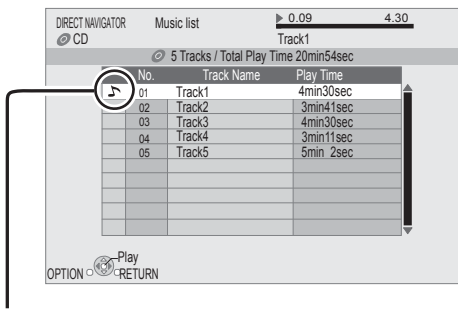 DIRECT NAVIGATOR Music list 0.09 4.30
CD Track1
5 Tracks / Total Play Time 20min54sec
No. Track Name Play Time
01 Track1 4min30sec
02 Track2 3min41sec
03 Track3 4min30sec
04 Track4 3min11sec
05 Track5 5min 2sec
Play
OPTION RETURN